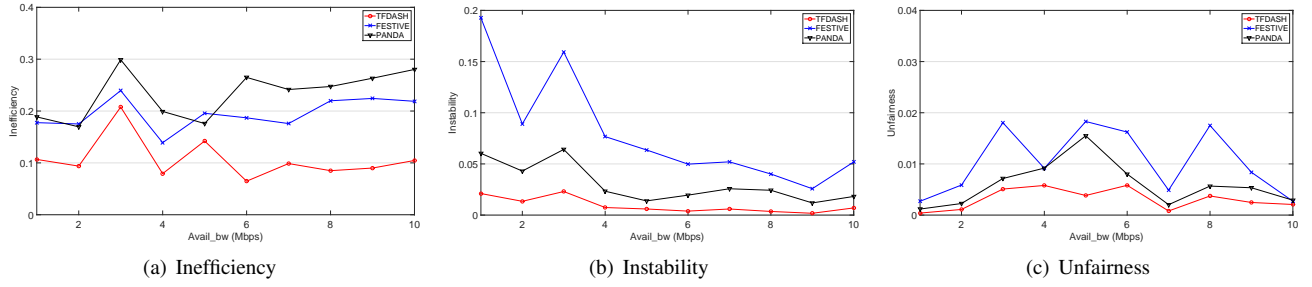 TFDASH
FESTIVE
PANDA
0.4
0.3
0.2
0.1
0
Inefficiency
2
4
6
8
10
Avail_bw (Mbps)
(a) Inefficiency
TFDASH
FESTIVE
PANDA
0.2
0.15
0.1
0.05
0
Instability
2
4
6
8
10
Avail_bw (Mbps)
(b) Instability
TFDASH
FESTIVE
PANDA
0.04
0.03
0.02
0.01
0
Unfairness
2
4
6
8
10
Avail_bw (Mbps)
(c) Unfairness